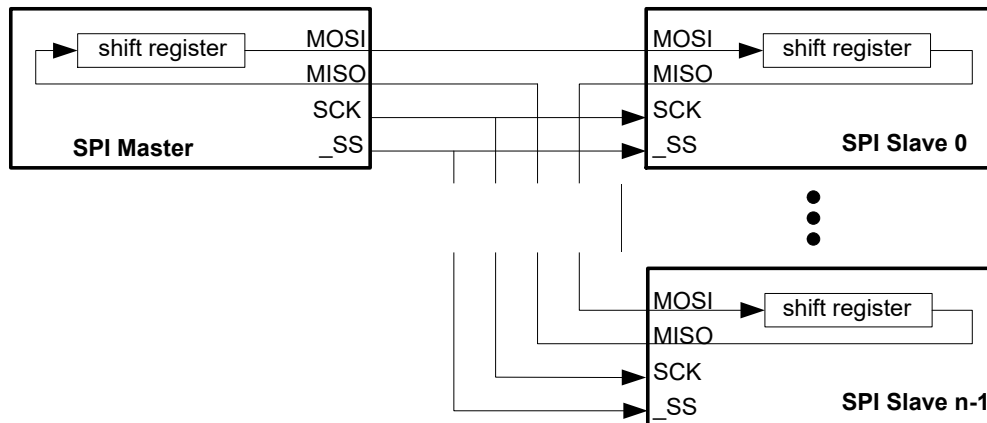 shift register
MOSI
MISO
SCK
_SS
SPI Master
MOSI
shift register
MISO
SCK
_SS
SPI Slave 0
MOSI
shift register
MISO
SCK
_SS
SPI Slave n-1